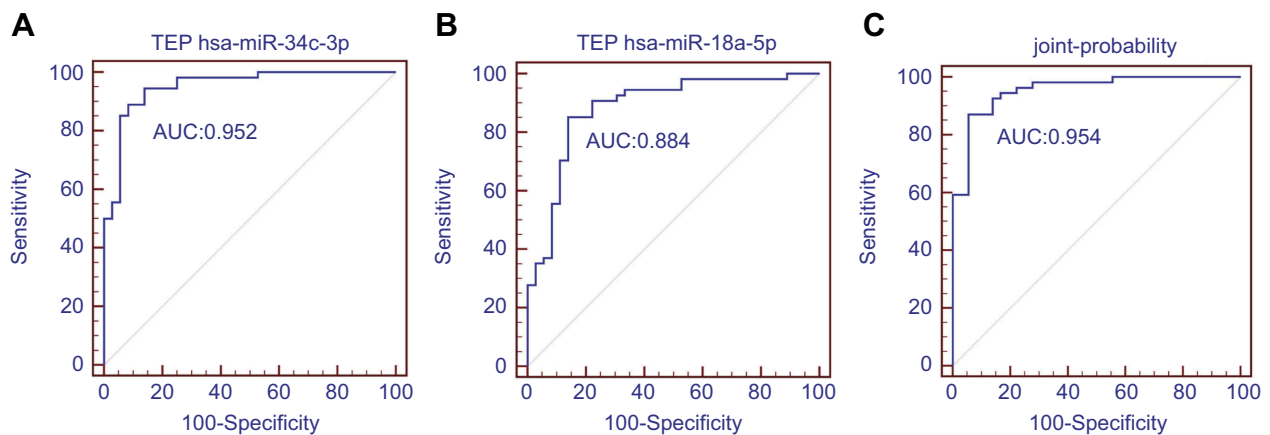 A
TEP hsa-miR-34c-3p
100
80
60
40
20
0
Sensitivity
AUC:0.952
0 20 40 60 80 100
100-Specificity
B
TEP hsa-miR-18a-5p
100
80
60
40
20
0
Sensitivity
AUC:0.884
0 20 40 60 80 100
100-Specificity
C
joint-probability
100
80
60
40
20
0
Sensitivity
AUC:0.954
0 20 40 60 80 100
100-Specificity